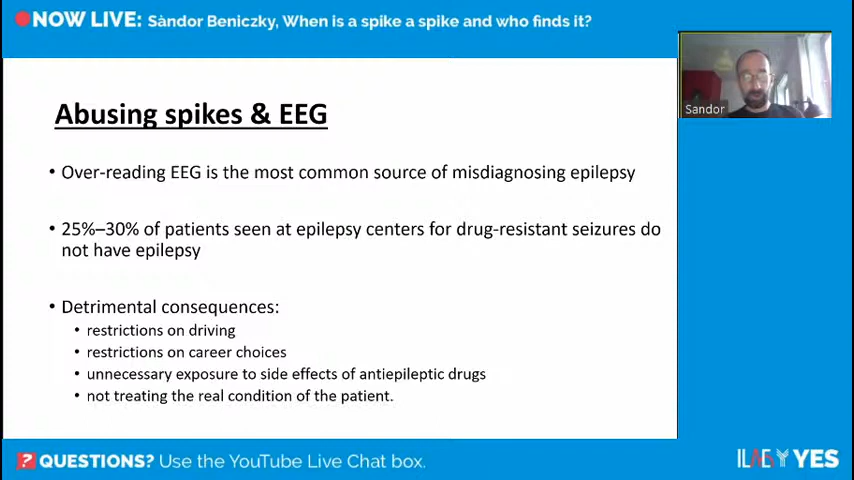 NOW LIVE: Sàndor Beniczky, When is a spike a spike and who finds it?
Sandor
Abusing spikes & EEG
• Over-reading EEG is the most common source of misdiagnosing epilepsy
• 25%–30% of patients seen at epilepsy centers for drug-resistant seizures do
not have epilepsy
• Detrimental consequences:
• restrictions on driving
• restrictions on career choices
• unnecessary exposure to side effects of antiepileptic drugs
• not treating the real condition of the patient.
? QUESTIONS? Use the YouTube Live Chat box.
ILAE YES